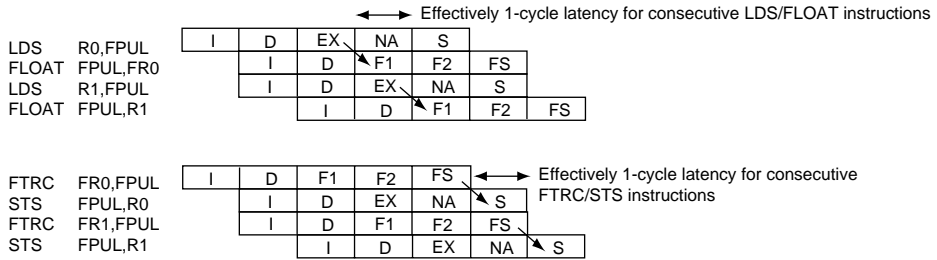 Effectively 1-cycle latency for consecutive LDS/FLOAT instructions
LDS R0,FPUL I D EX NA S
FLOAT FPUL,FR0 I D F1 F2 FS
LDS R1,FPUL I D EX NA S
FLOAT FPUL,R1 I D F1 F2 FS
Effectively 1-cycle latency for consecutive
FTRC/STS instructions
FTRC FR0,FPUL I D F1 F2 FS
STS FPUL,R0 I D EX NA S
FTRC FR1,FPUL I D F1 F2 FS
STS FPUL,R1 I D EX NA S